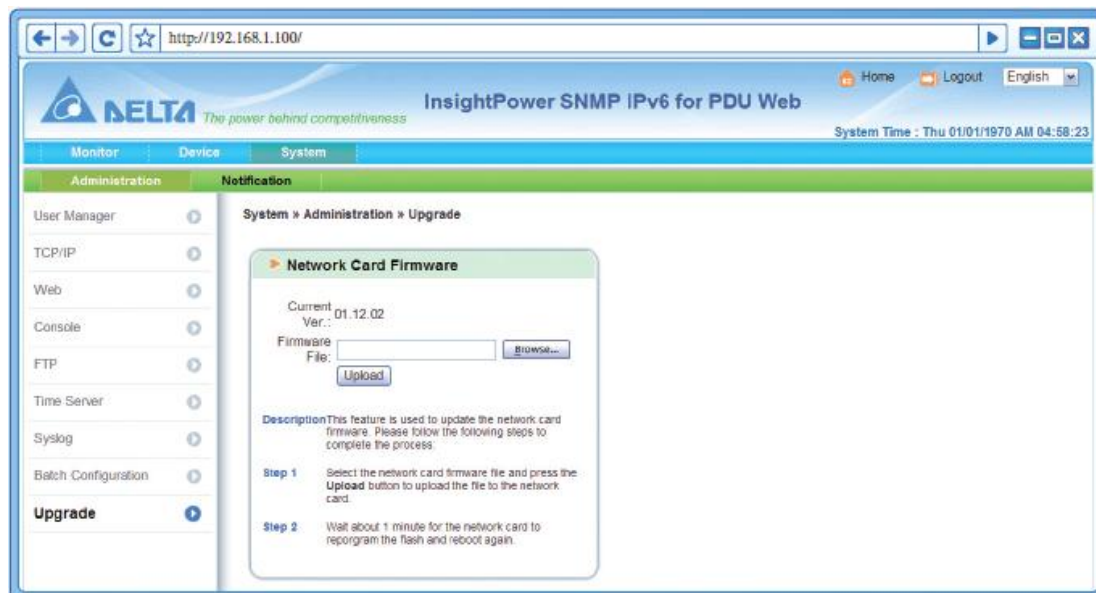 http://192.168.1.100/
Home Logout English
DELTA The power behind competitiveness
InsightPower SNMP IPv6 for PDU Web
System Time : Thu 01/01/1970 AM 04:58:23
Monitor Device System
Administration Notification
User Manager
TCP/IP
Web
Console
FTP
Time Server
Syslog
Batch Configuration
Upgrade
System » Administration » Upgrade
Network Card Firmware
Current
Ver.: 01.12.02
Firmware
File: Browse...
Upload
Description This feature is used to update the network card
firmware. Please follow the following steps to
complete the process:
Step 1 Select the network card firmware file and press the
Upload button to upload the file to the network
card.
Step 2 Wait about 1 minute for the network card to
reporgram the flash and reboot again.